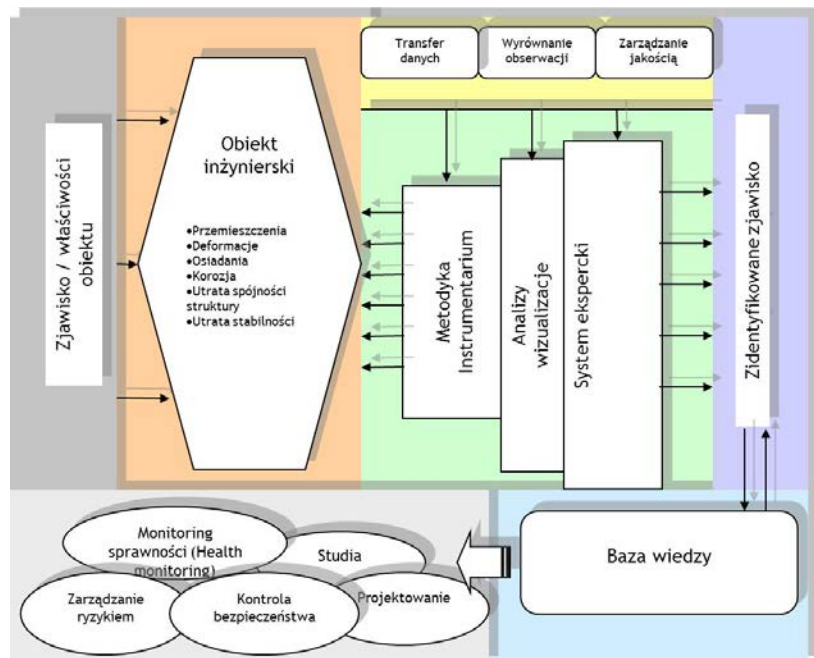 Transfer
danych
Wyrównanie
obserwacji
Zarządzanie
jakością
Zjawisko / właściwości
obiektu
Obiekt
inżynierski
•Przemieszczenia
•Deformacje
•Osiadania
•Korozja
•Utrata spójności
struktury
•Utrata stabilności
Metodyka
Instrumentarium
Analizy
wizualizacje
System ekspercki
Zidentyfikowane zjawisko
Monitoring
sprawności (Health
monitoring)
Studia
Zarządzanie
ryzykiem
Kontrola
bezpieczeństwa
Projektowanie
Baza wiedzy